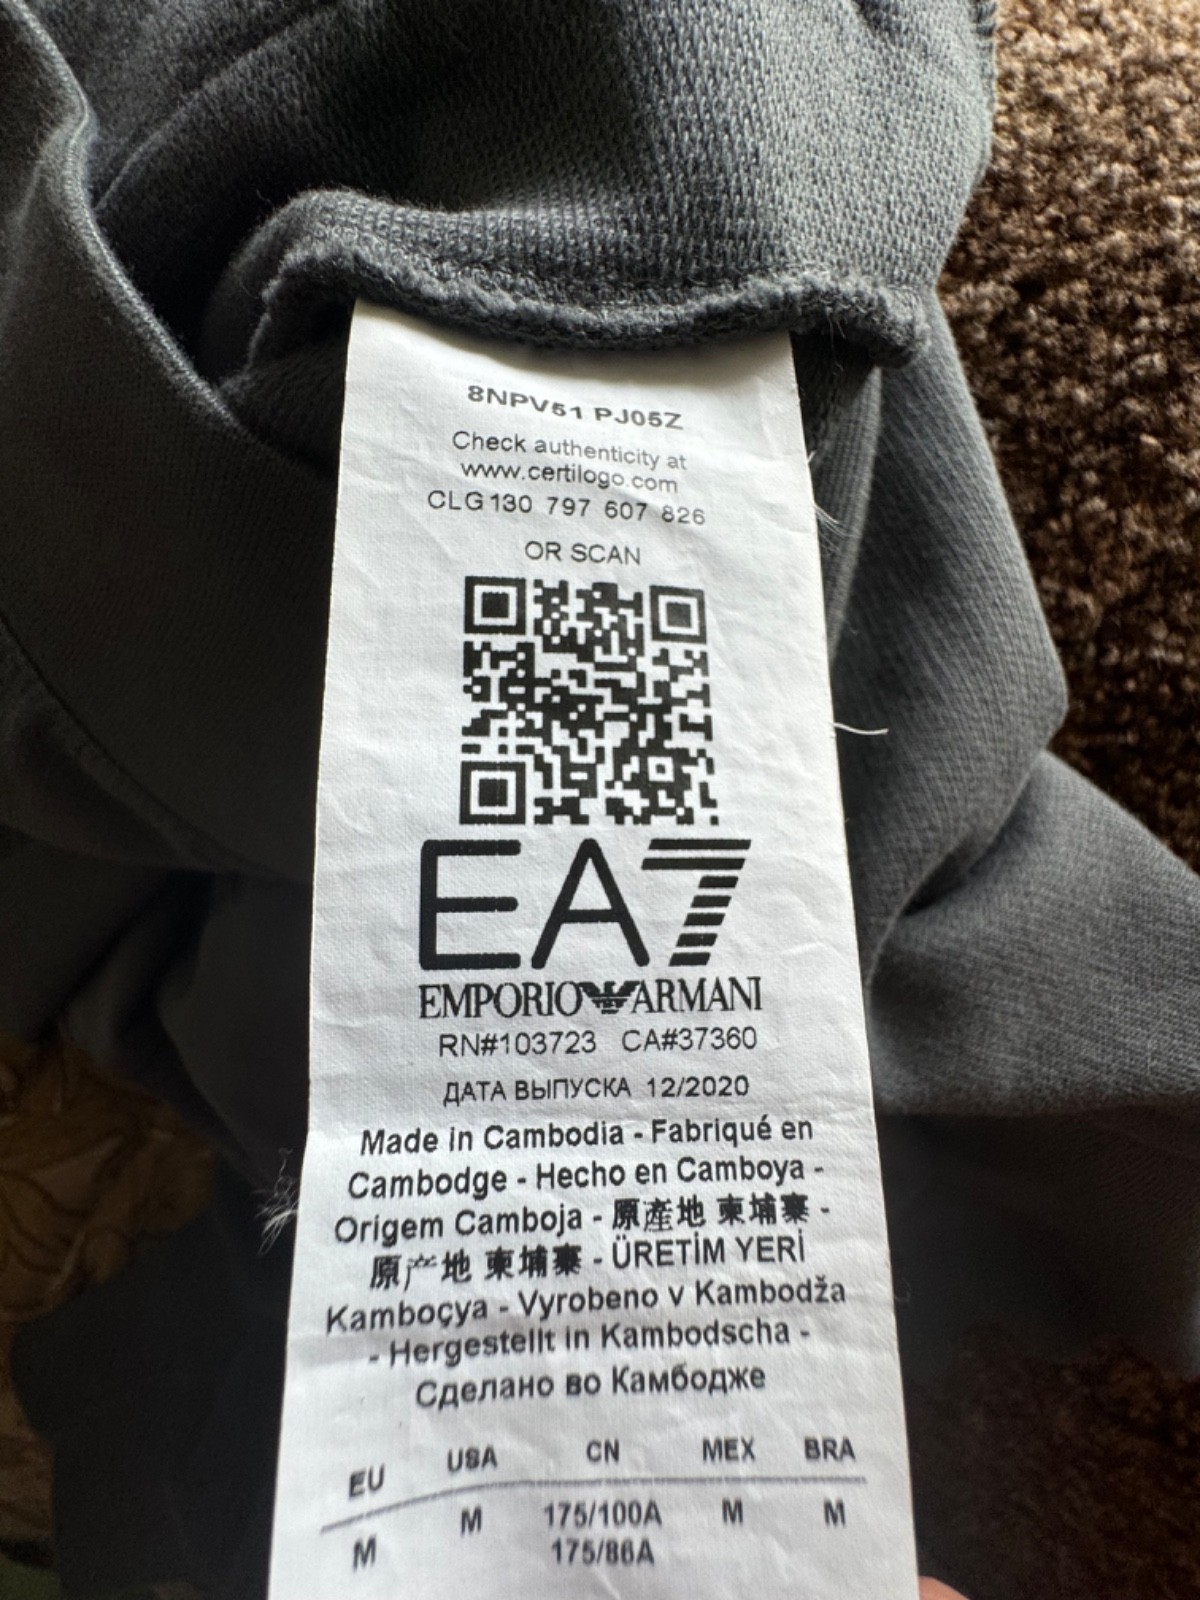 8NPV51 PJ05Z
Check authenticity at
www.certilogo.com
CLG130 797 607 826
OR SCAN
EA7
EMPORIO ARMANI
RN#103723 CA#37360
ДАТА ВЫПУСКА 12/2020
Made in Cambodia - Fabriqué en
Cambodge - Hecho en Camboya -
Origem Camboja - 原產地 柬埔寨 -
原产地 柬埔寨 - ÜRETİM YERİ
Kamboçya - Vyrobeno v Kambodža
- Hergestellt in Kambodscha -
Сделано во Камбодже
EU USA CN MEX BRA
M M 175/100A M M
175/86A